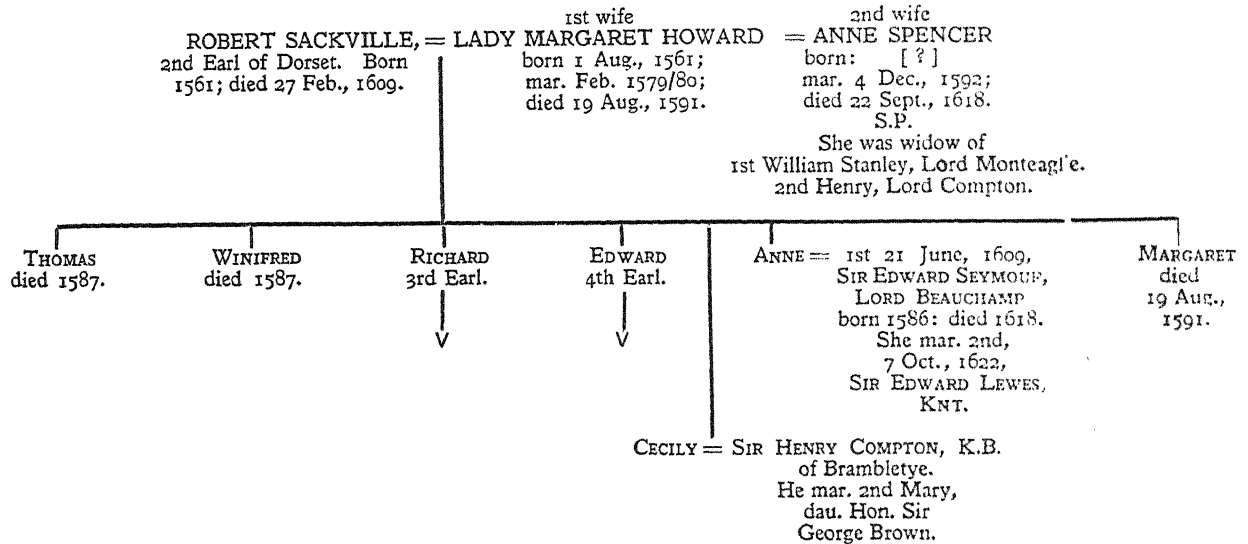 1st wife
2nd wife
ROBERT SACKVILLE, = LADY MARGARET HOWARD = ANNE SPENCER
2nd Earl of Dorset. Born
1561; died 27 Feb., 1609.
born 1 Aug., 1561;
mar. Feb. 1579/80;
died 19 Aug., 1591.
born: [ ? ]
mar. 4 Dec., 1592;
died 22 Sept., 1618.
S.P.
She was widow of
1st William Stanley, Lord Monteagle.
2nd Henry, Lord Compton.
THOMAS
died 1587.
WINIFRED
died 1587.
RICHARD
3rd Earl.
EDWARD
4th Earl.
ANNE = 1st 21 June, 1609,
SIR EDWARD SEYMOUR,
LORD BEAUCHAMP
born 1586: died 1618.
She mar. 2nd,
7 Oct., 1622,
SIR EDWARD LEWES,
KNT.
MARGARET
died
19 Aug.,
1591.
CECILY = SIR HENRY COMPTON, K.B.
of Brambletye.
He mar. 2nd Mary,
dau. Hon. Sir
George Brown.